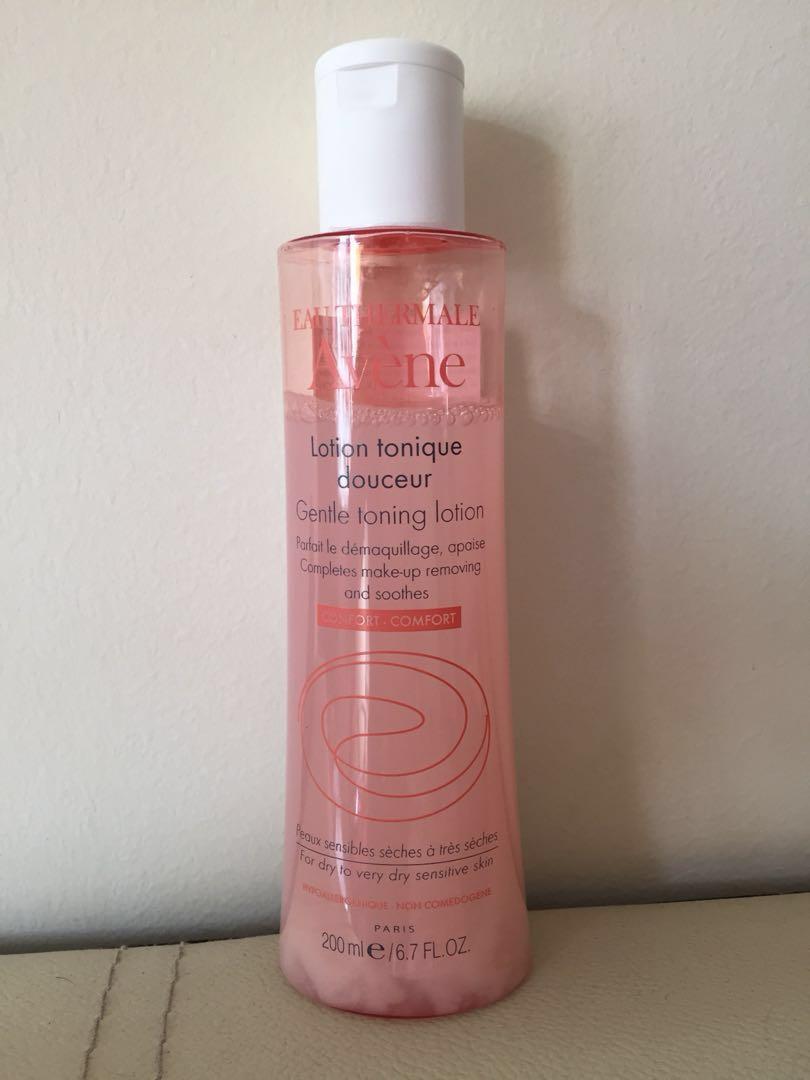 EAU THERMALE
Avène
Lotion tonique
douceur
Gentle toning lotion
Parfait le démaquillage, apaise
Completes make-up removing
and soothes
CONFORT - COMFORT
Peaux sensibles sèches à très sèches
For dry to very dry sensitive skin
HYPOALLERGÉNIQUE - NON COMEDOGENE
PARIS
200 ml e / 6.7 FL.OZ.